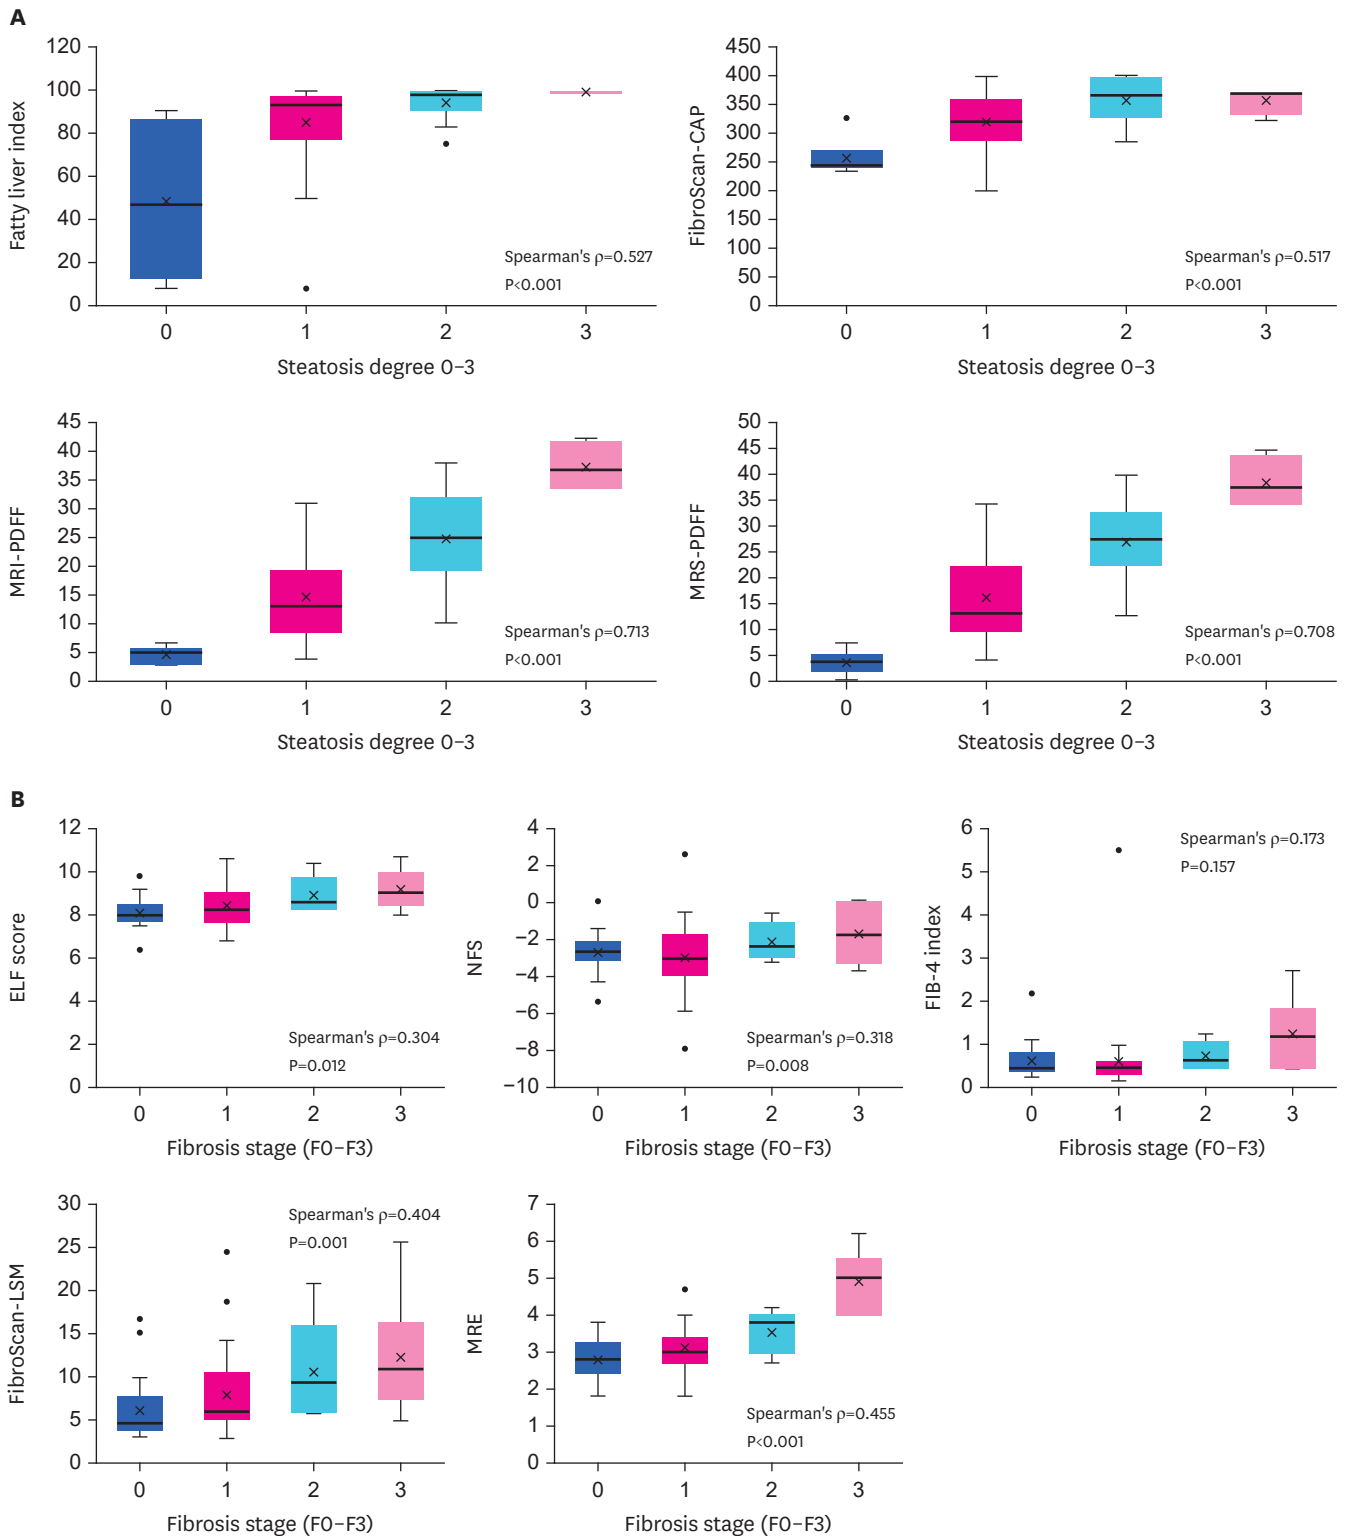 A
120
100
80
60
40
20
0
Fatty liver index
Spearman's ρ=0.527
P<0.001
0 1 2 3
Steatosis degree 0–3
450
400
350
300
250
200
150
100
50
0
FibroScan-CAP
Spearman's ρ=0.517
P<0.001
0 1 2 3
Steatosis degree 0–3
45
40
35
30
25
20
15
10
5
0
MRI-PDFF
Spearman's ρ=0.713
P<0.001
0 1 2 3
Steatosis degree 0–3
50
45
40
35
30
25
20
15
10
5
0
MRS-PDFF
Spearman's ρ=0.708
P<0.001
0 1 2 3
Steatosis degree 0–3
B
12
10
8
6
4
2
0
ELF score
Spearman's ρ=0.304
P=0.012
0 1 2 3
Fibrosis stage (F0–F3)
4
2
0
−2
−4
−6
−8
−10
NFS
Spearman's ρ=0.318
P=0.008
0 1 2 3
Fibrosis stage (F0–F3)
6
5
4
3
2
1
0
FIB-4 index
Spearman's ρ=0.173
P=0.157
0 1 2 3
Fibrosis stage (F0–F3)
30
25
20
15
10
5
0
FibroScan-LSM
Spearman's ρ=0.404
P=0.001
0 1 2 3
Fibrosis stage (F0–F3)
7
6
5
4
3
2
1
0
MRE
Spearman's ρ=0.455
P<0.001
0 1 2 3
Fibrosis stage (F0–F3)